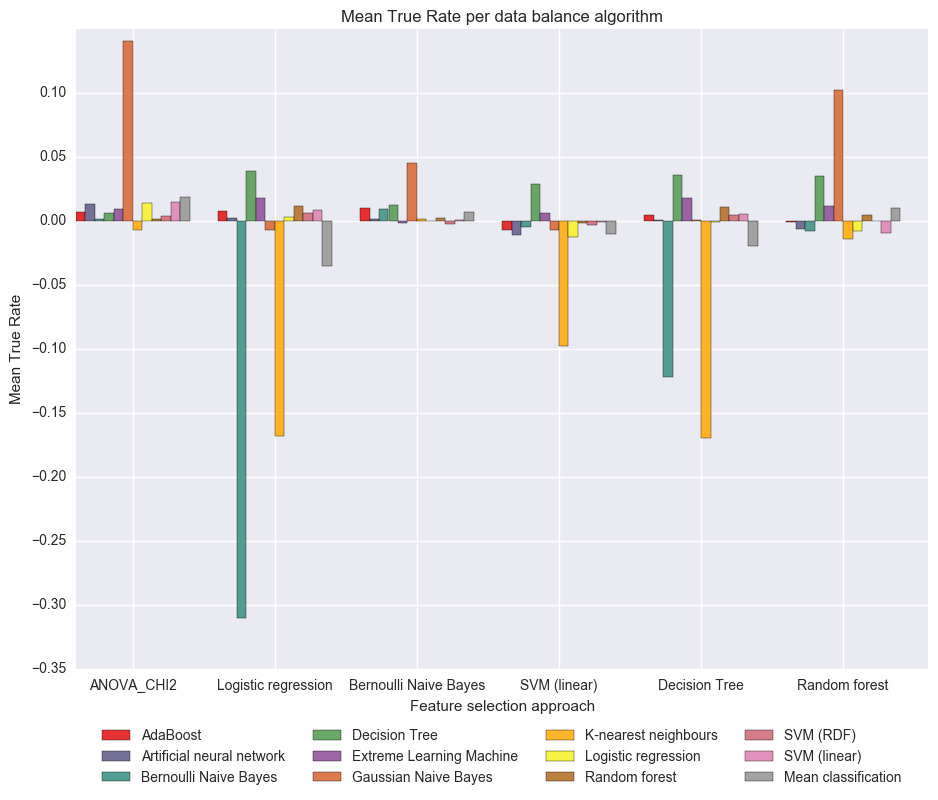 Mean True Rate per data balance algorithm
0.10
0.05
0.00
−0.05
−0.10
−0.15
−0.20
−0.25
−0.30
−0.35
Mean True Rate
ANOVA_CHI2 Logistic regression Bernoulli Naive Bayes SVM (linear) Decision Tree Random forest
Feature selection approach
AdaBoost Decision Tree K-nearest neighbours SVM (RDF)
Artificial neural network Extreme Learning Machine Logistic regression SVM (linear)
Bernoulli Naive Bayes Gaussian Naive Bayes Random forest Mean classification